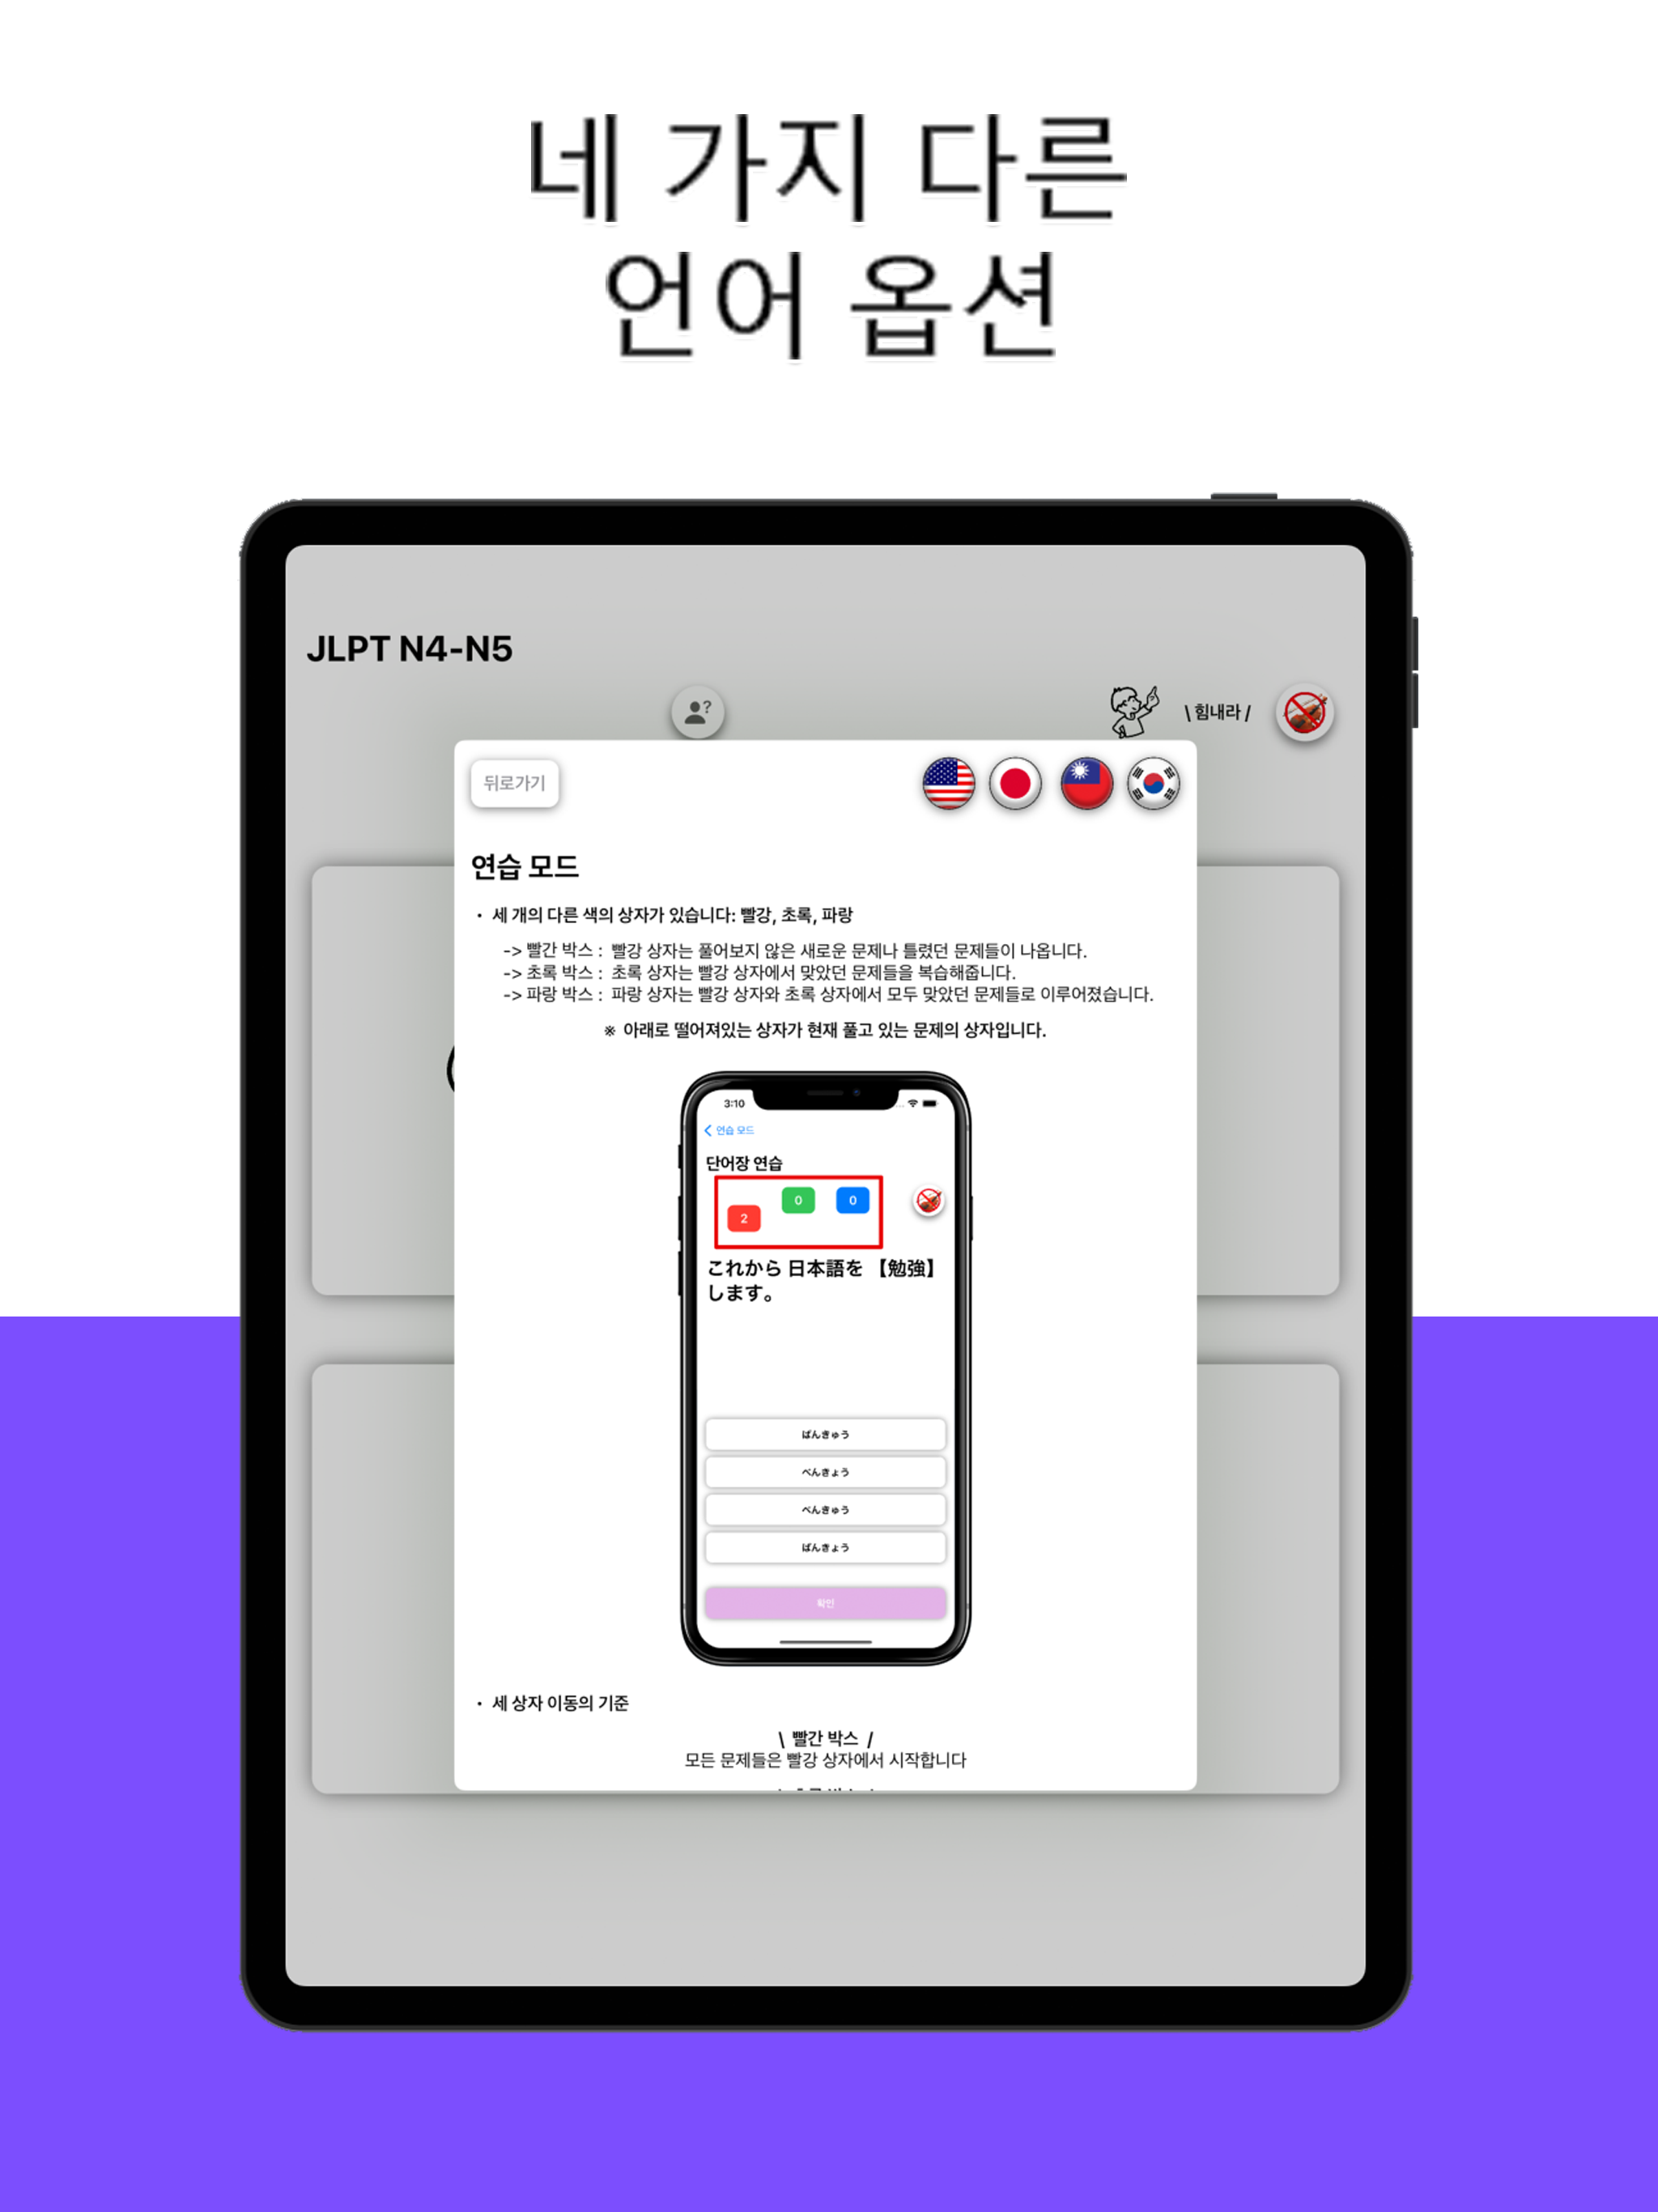 네 가지 다른
언어 옵션
JLPT N4-N5
\ 힘내라 /
뒤로가기
연습 모드
• 세 개의 다른 색의 상자가 있습니다: 빨강, 초록, 파랑
-> 빨간 박스 : 빨강 상자는 풀어보지 않은 새로운 문제나 틀렸던 문제들이 나옵니다.
-> 초록 박스 : 초록 상자는 빨강 상자에서 맞았던 문제들을 복습해줍니다.
-> 파랑 박스 : 파랑 상자는 빨강 상자와 초록 상자에서 모두 맞았던 문제들로 이루어졌습니다.
※ 아래로 떨어져있는 상자가 현재 풀고 있는 문제의 상자입니다.
3:10
연습 모드
단어장 연습
2 0 0
これから 日本語を 【勉強】
します。
ばんきゅう
べんきょう
べんきゅう
ばんきょう
확인
• 세 상자 이동의 기준
\ 빨간 박스 /
모든 문제들은 빨강 상자에서 시작합니다